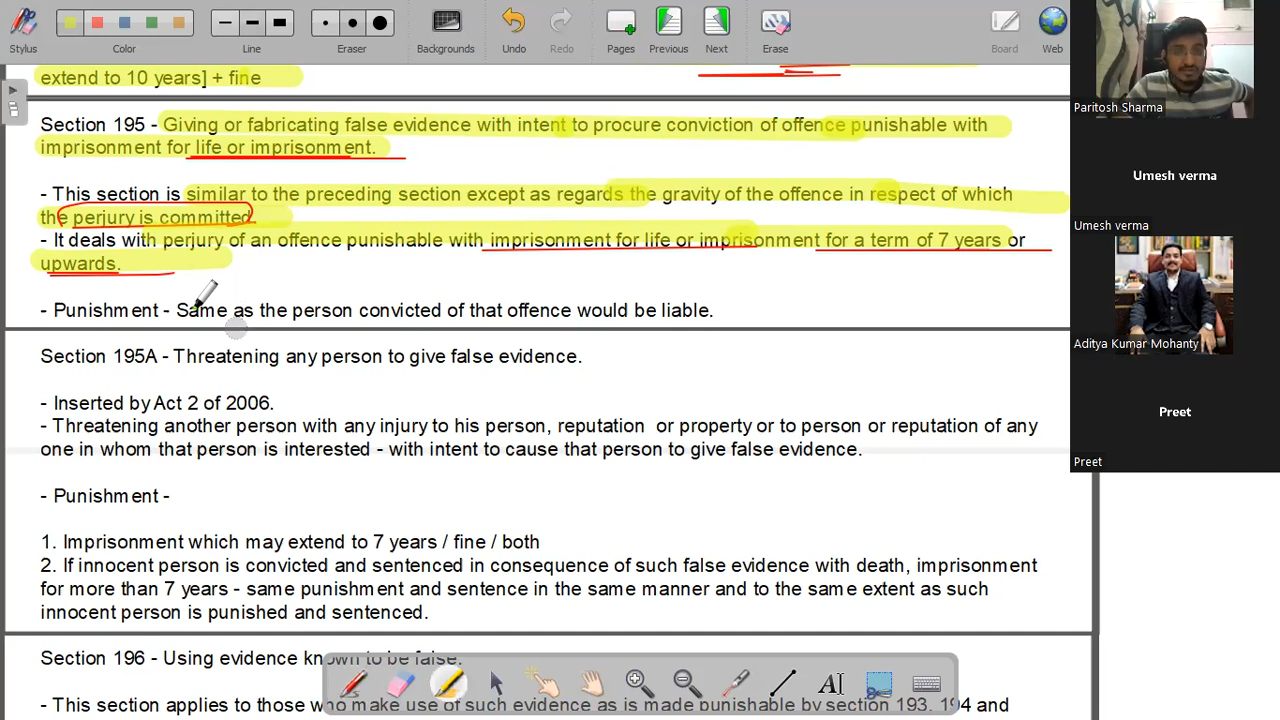 Stylus
Color
Line
Eraser
Backgrounds
Undo
Redo
Pages
Previous
Next
Erase
Board
Web
extend to 10 years] + fine
Section 195 - Giving or fabricating false evidence with intent to procure conviction of offence punishable with
imprisonment for life or imprisonment.
- This section is similar to the preceding section except as regards the gravity of the offence in respect of which
the perjury is committed.
- It deals with perjury of an offence punishable with imprisonment for life or imprisonment for a term of 7 years or
upwards.
- Punishment - Same as the person convicted of that offence would be liable.
Section 195A - Threatening any person to give false evidence.
- Inserted by Act 2 of 2006.
- Threatening another person with any injury to his person, reputation or property or to person or reputation of any
one in whom that person is interested - with intent to cause that person to give false evidence.
- Punishment -
1. Imprisonment which may extend to 7 years / fine / both
2. If innocent person is convicted and sentenced in consequence of such false evidence with death, imprisonment
for more than 7 years - same punishment and sentence in the same manner and to the same extent as such
innocent person is punished and sentenced.
Section 196 - Using evidence known to be false.
- This section applies to those who make use of such evidence as is made punishable by section 193, 194 and
Paritosh Sharma
Umesh verma
Umesh verma
Aditya Kumar Mohanty
Preet
Preet